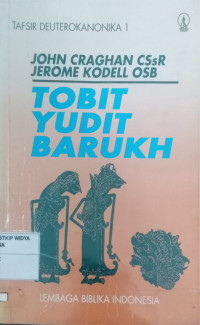 TAFSIR DEUTEROKANONIKA 1
JOHN CRAGHAN CSsR
JEROME KODELL OSB
TOBIT
YUDIT
BARUKH
LEMBAGA BIBLIKA INDONESIA